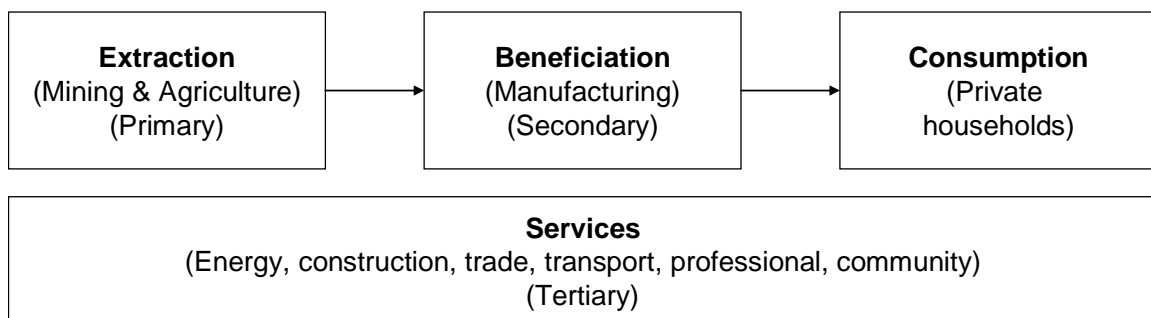 Extraction
(Mining & Agriculture)
(Primary)
Beneficiation
(Manufacturing)
(Secondary)
Consumption
(Private
households)
Services
(Energy, construction, trade, transport, professional, community)
(Tertiary)